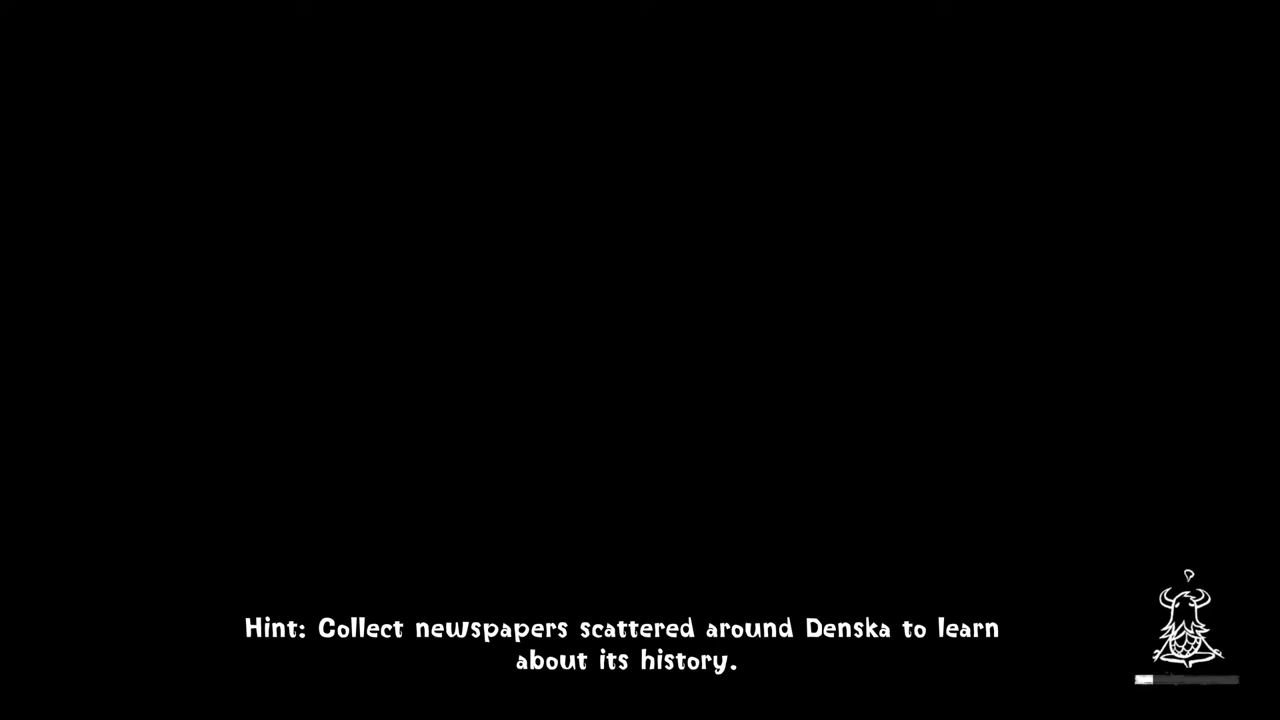 Hint: Collect newspapers scattered around Denska to learn
about its history.